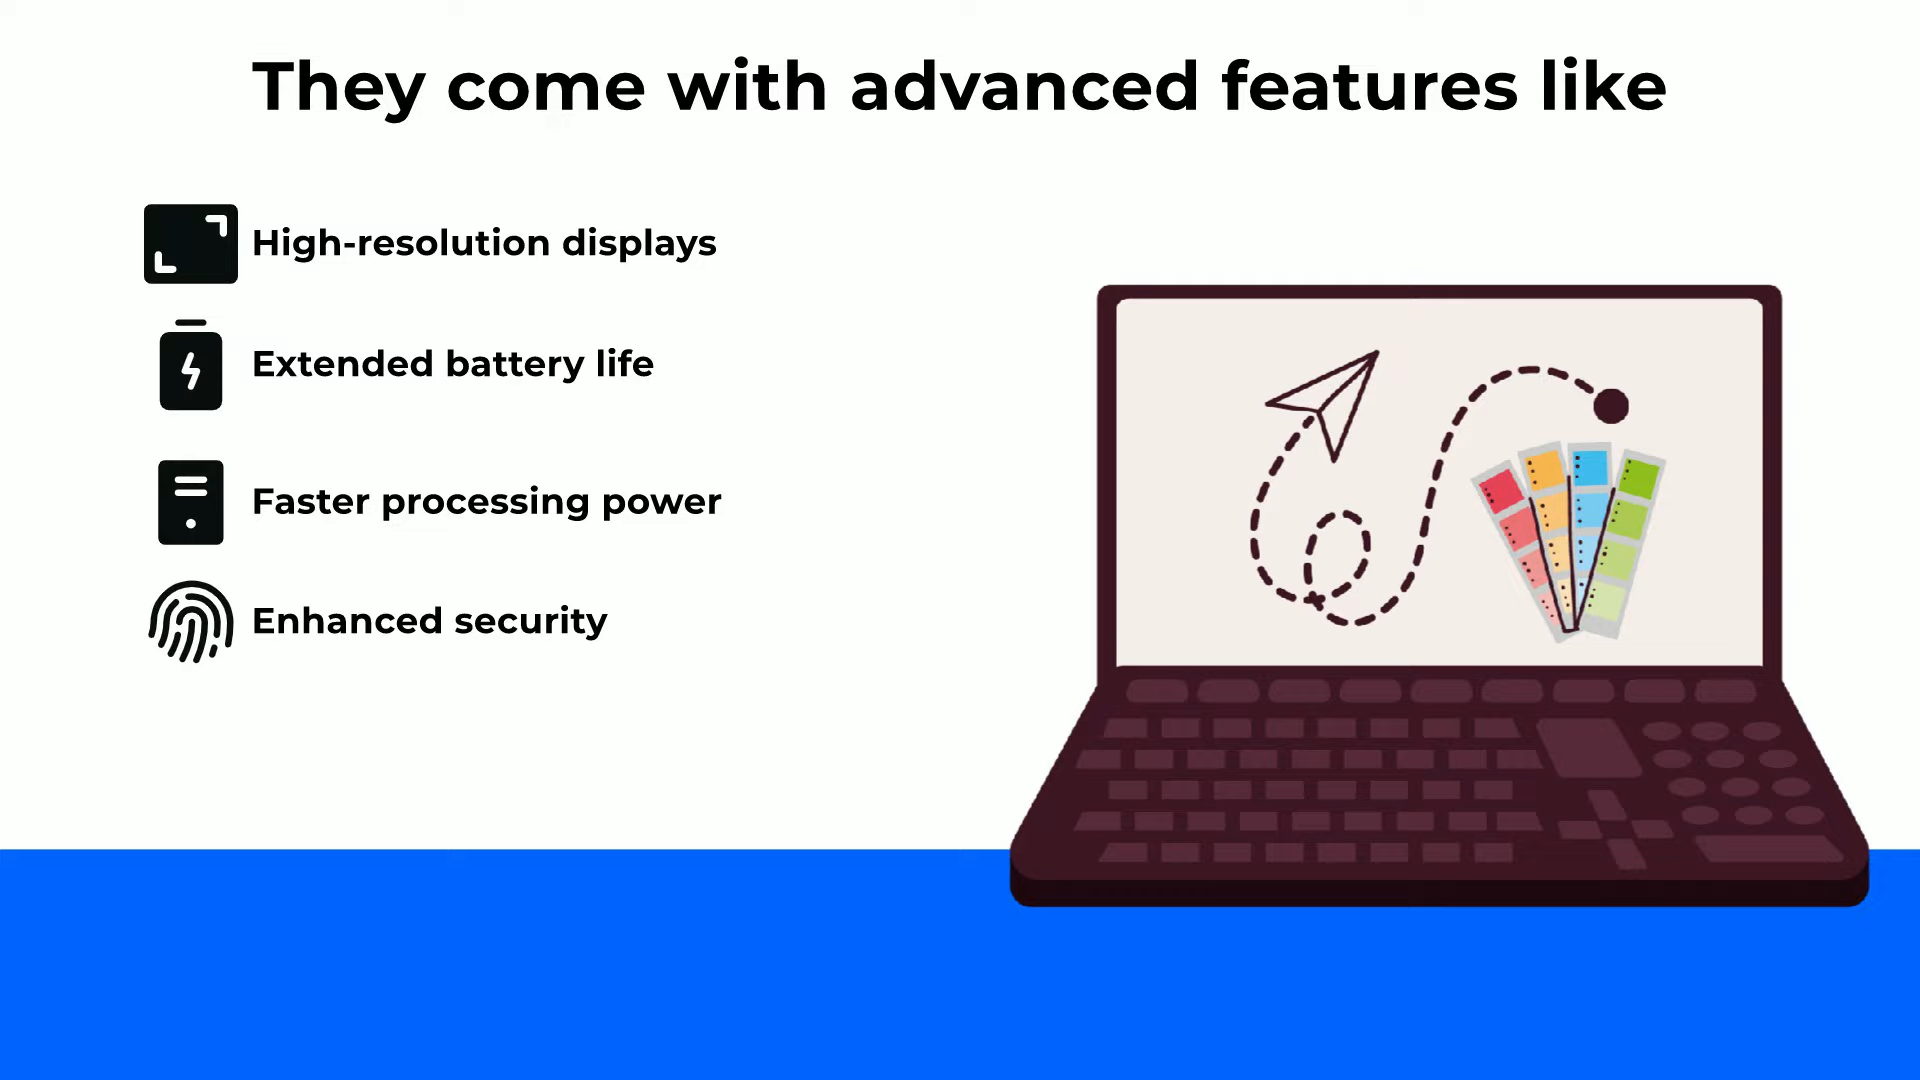 They come with advanced features like
High-resolution displays
Extended battery life
Faster processing power
Enhanced security